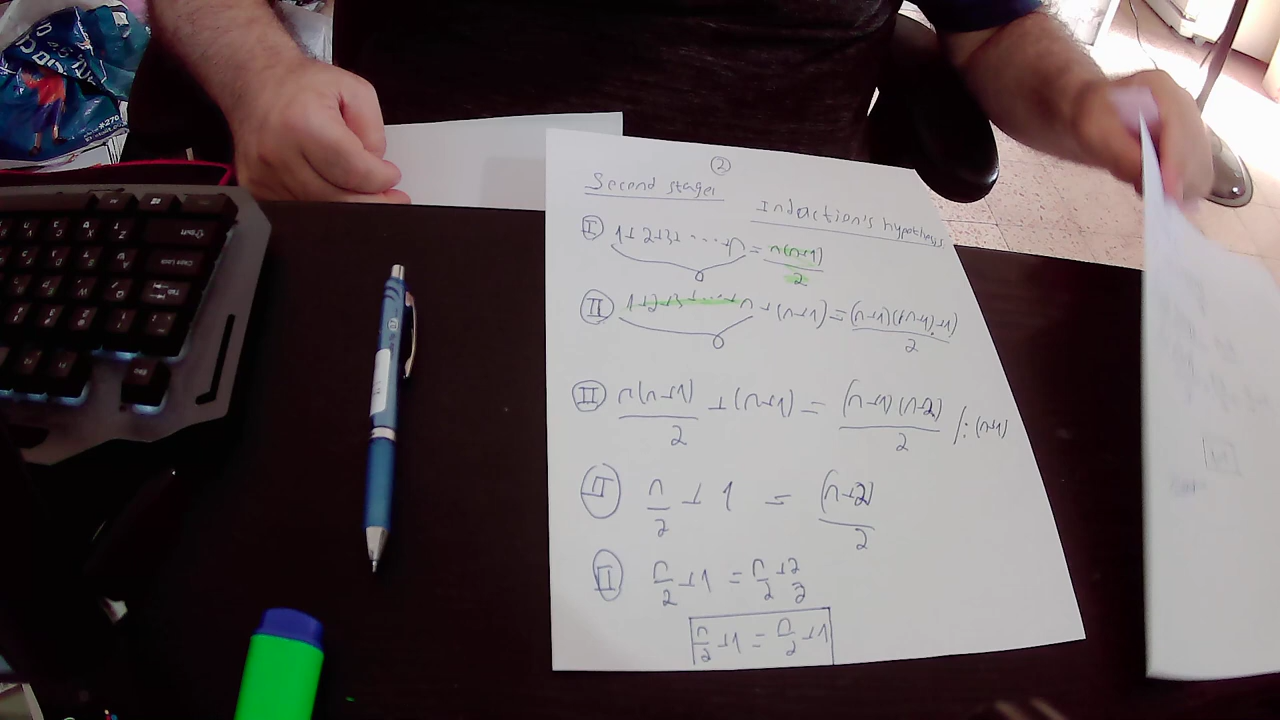 ②
Second stage:
Indaction's hypothesis
Ⅰ 1+2+3+....+n = n(n+1)/2
Ⅱ 1+2+3+....+n+(n+1) = (n+1)((n+1)+1)/2
Ⅱ n(n+1)/2 + (n+1) = (n+1)(n+2)/2 /:(n+1)
Ⅱ n/2 + 1 = (n+2)/2
Ⅱ n/2 + 1 = n/2 + 2/2
n/2 + 1 = n/2 + 1